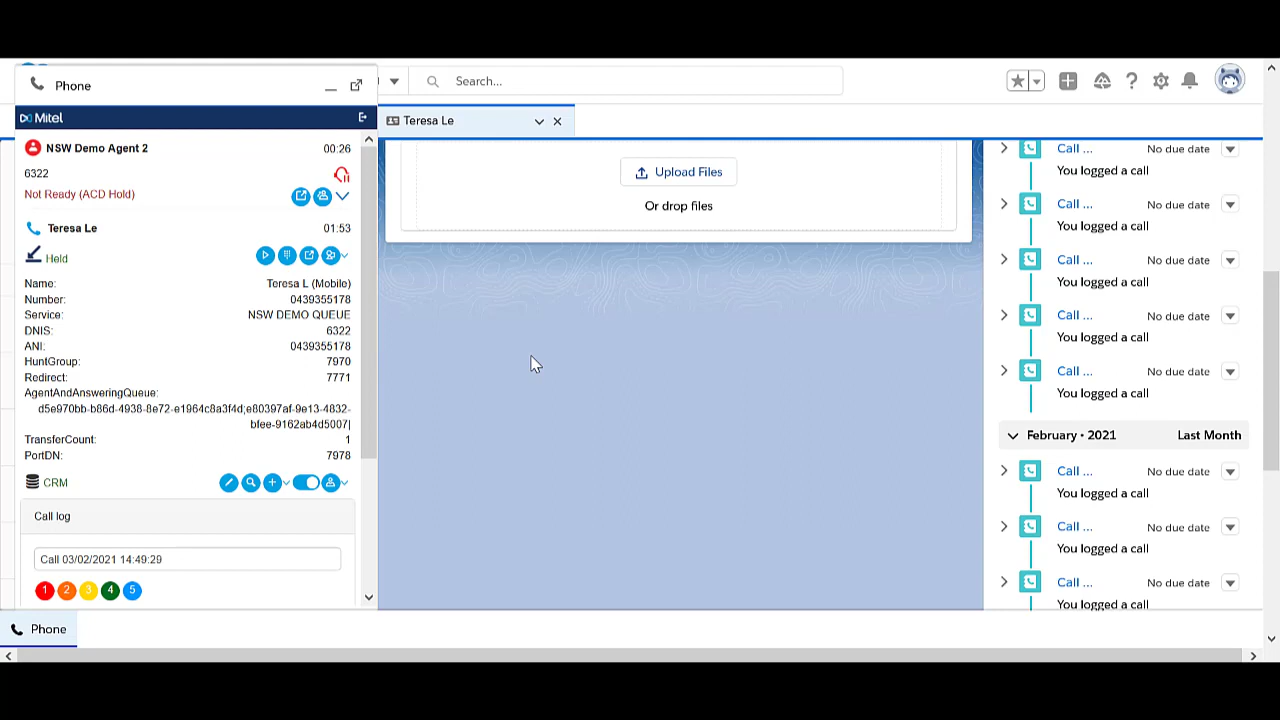 Phone
Search...
Mitel
Teresa Le
NSW Demo Agent 2 00:26
6322
Not Ready (ACD Hold)
Teresa Le 01:53
Held
Name: Teresa L (Mobile)
Number: 0439355178
Service: NSW DEMO QUEUE
DNIS: 6322
ANI: 0439355178
HuntGroup: 7970
Redirect: 7771
AgentAndAnsweringQueue:
d5e970bb-b86d-4938-8e72-e1964c8a3f4d;e80397af-9e13-4832-
bfee-9162ab4d5007|
TransferCount: 1
PortDN: 7978
CRM
Call log
Call 03/02/2021 14:49:29
1 2 3 4 5
Upload Files
Or drop files
Call ... No due date
You logged a call
Call ... No due date
You logged a call
Call ... No due date
You logged a call
Call ... No due date
You logged a call
Call ... No due date
You logged a call
February • 2021 Last Month
Call ... No due date
You logged a call
Call ... No due date
You logged a call
Call ... No due date
You logged a call
Phone